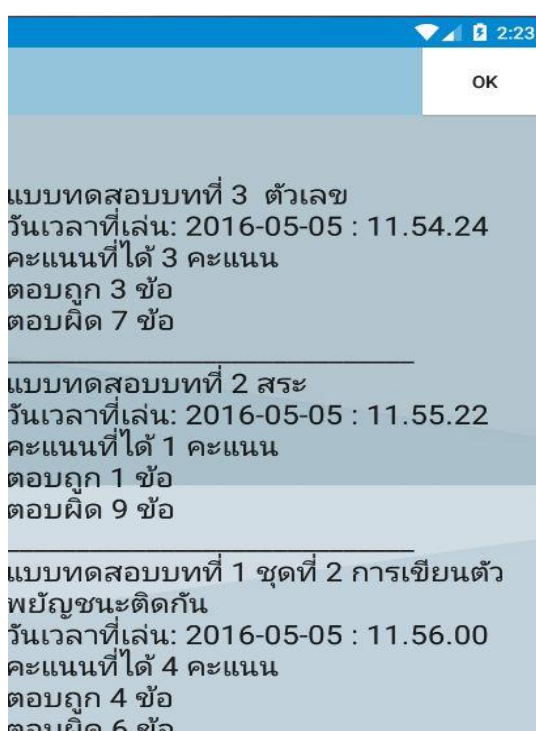 2:23
OK
แบบทดสอบบทที่ 3 ตัวเลข
วันเวลาที่เล่น: 2016-05-05 : 11.54.24
คะแนนที่ได้ 3 คะแนน
ตอบถูก 3 ข้อ
ตอบผิด 7 ข้อ
แบบทดสอบบทที่ 2 สระ
วันเวลาที่เล่น: 2016-05-05 : 11.55.22
คะแนนที่ได้ 1 คะแนน
ตอบถูก 1 ข้อ
ตอบผิด 9 ข้อ
แบบทดสอบบทที่ 1 ชุดที่ 2 การเขียนตัว
พยัญชนะติดกัน
วันเวลาที่เล่น: 2016-05-05 : 11.56.00
คะแนนที่ได้ 4 คะแนน
ตอบถูก 4 ข้อ
ตอบผิด 6 ข้อ